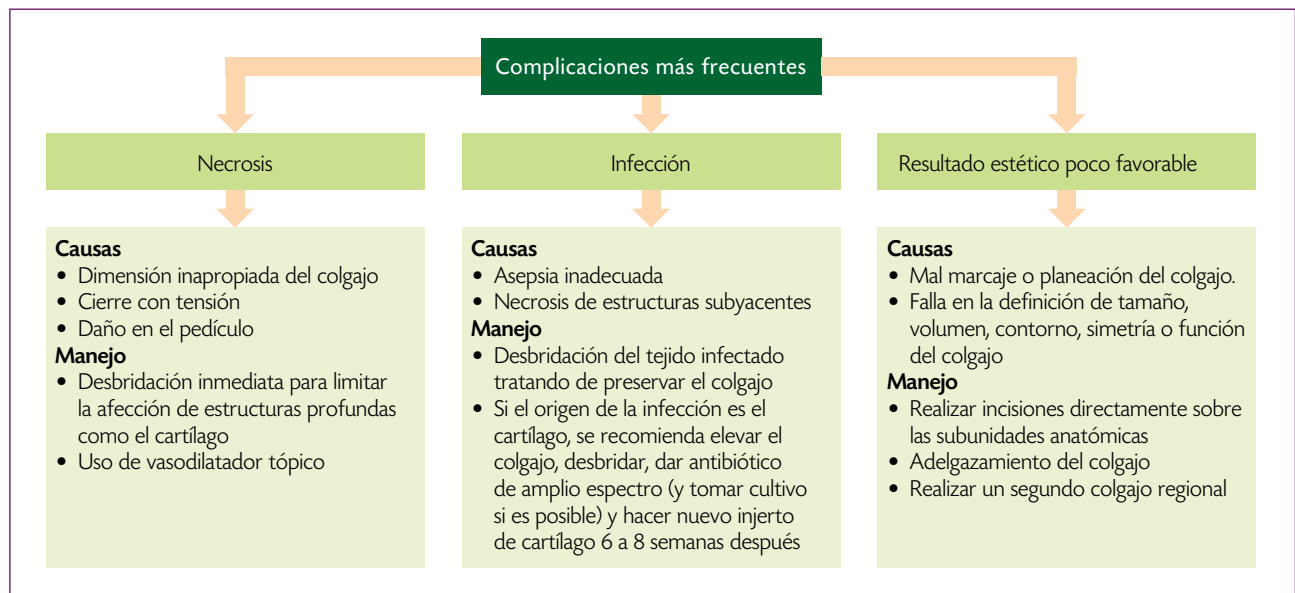 Complicaciones más frecuentes
Necrosis
Causas
• Dimensión inapropiada del colgajo
• Cierre con tensión
• Daño en el pedículo
Manejo
• Desbridación inmediata para limitar
la afección de estructuras profundas
como el cartílago
• Uso de vasodilatador tópico
Infección
Causas
• Asepsia inadecuada
• Necrosis de estructuras subyacentes
Manejo
• Desbridación del tejido infectado
tratando de preservar el colgajo
• Si el origen de la infección es el
cartílago, se recomienda elevar el
colgajo, desbridar, dar antibiótico
de amplio espectro (y tomar cultivo
si es posible) y hacer nuevo injerto
de cartílago 6 a 8 semanas después
Resultado estético poco favorable
Causas
• Mal marcaje o planeación del colgajo.
• Falla en la definición de tamaño,
volumen, contorno, simetría o función
del colgajo
Manejo
• Realizar incisiones directamente sobre
las subunidades anatómicas
• Adelgazamiento del colgajo
• Realizar un segundo colgajo regional